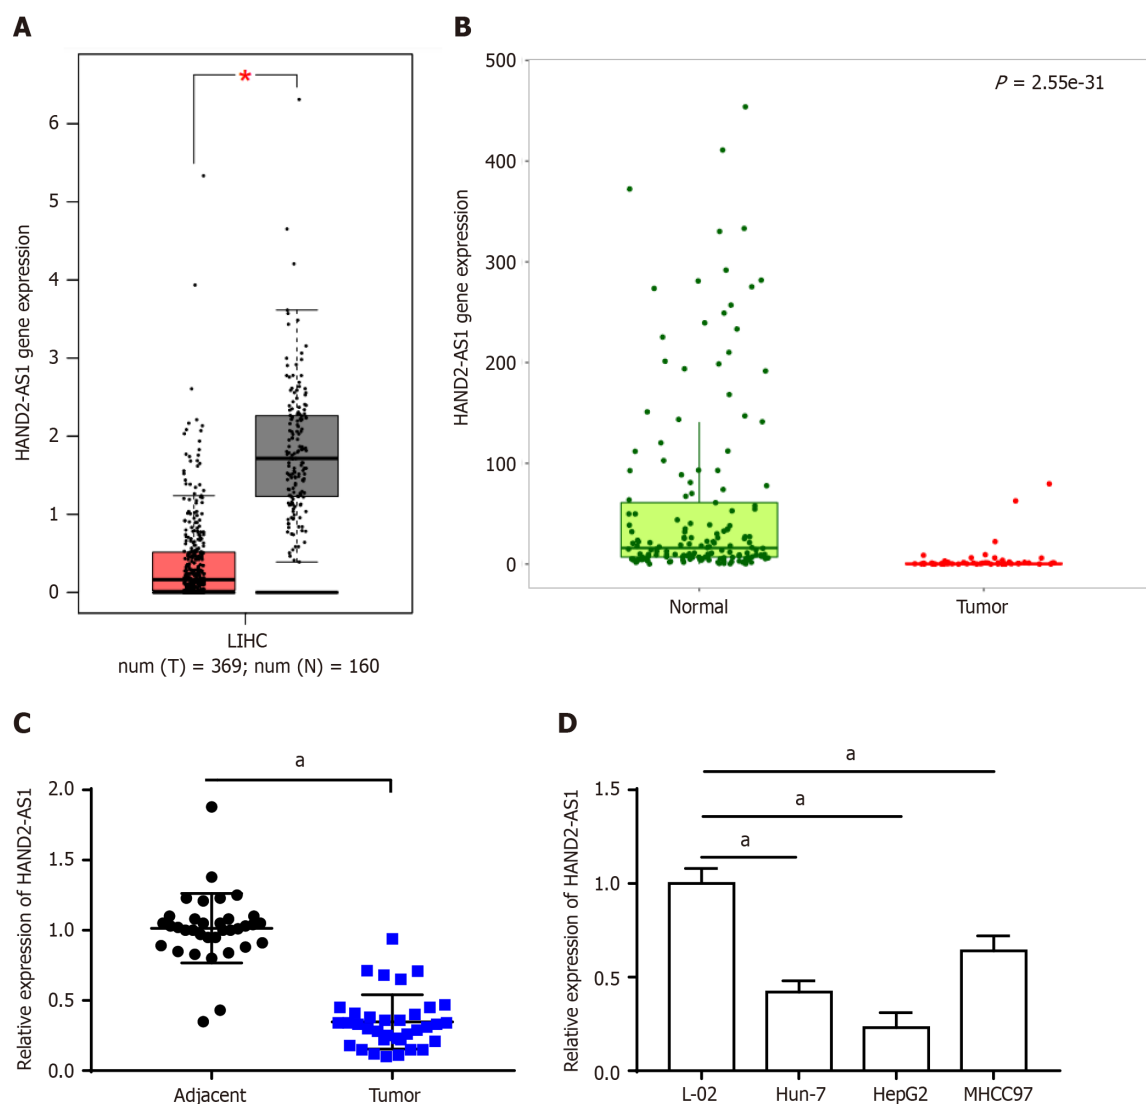 A
HAND2-AS1 gene expression
6
5
4
3
2
1
0
*
LIHC
num (T) = 369; num (N) = 160
B
HAND2-AS1 gene expression
500
400
300
200
100
0
P = 2.55e-31
Normal
Tumor
C
Relative expression of HAND2-AS1
2.0
1.5
1.0
0.5
0.0
a
Adjacent
Tumor
D
Relative expression of HAND2-AS1
1.5
1.0
0.5
0.0
a
a
a
L-02
Hun-7
HepG2
MHCC97